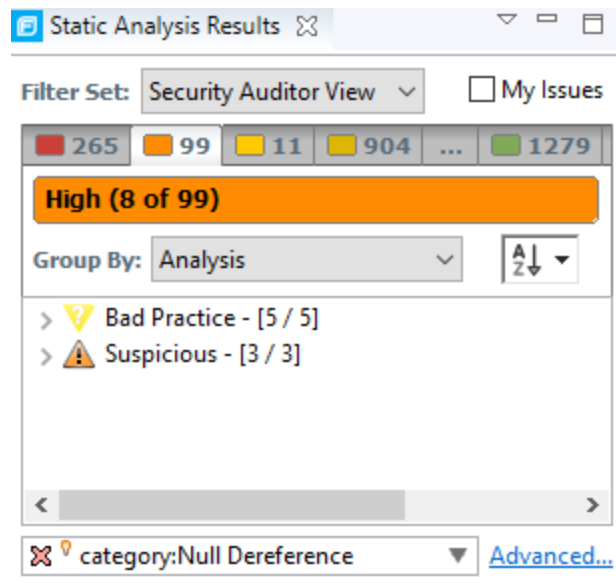 Static Analysis Results
Filter Set: Security Auditor View My Issues
265 99 11 904 ... 1279
High (8 of 99)
Group By: Analysis
Bad Practice - [5 / 5]
Suspicious - [3 / 3]
category:Null Dereference Advanced...